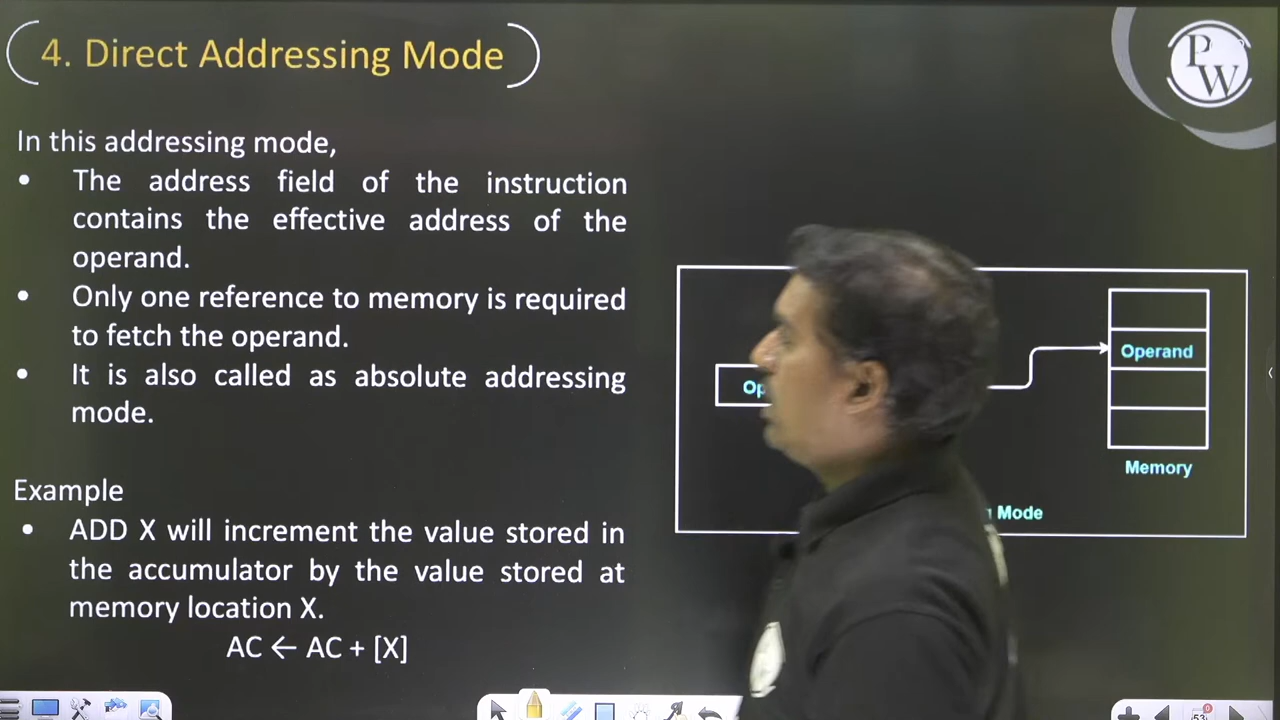 4. Direct Addressing Mode
PW
In this addressing mode,
• The address field of the instruction
contains the effective address of the
operand.
• Only one reference to memory is required
to fetch the operand.
• It is also called as absolute addressing
mode.
Example
• ADD X will increment the value stored in
the accumulator by the value stored at
memory location X.
AC ← AC + [X]
Operand
Memory
Mode
53